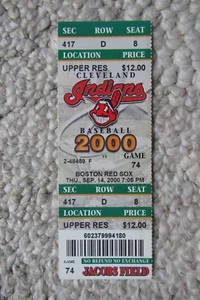 SEC ROW SEAT
417 D 8
LOCATION PRICE
UPPER RES $12.00
CLEVELAND
Indians
BASEBALL
2000
GAME
74
BOSTON RED SOX
THU, SEP. 14, 2000 7:05 PM
SEC ROW SEAT
417 D 8
LOCATION PRICE
UPPER RES $12.00
602379994180
GAME NO REFUND NO EXCHANGE
74 JACOBS FIELD